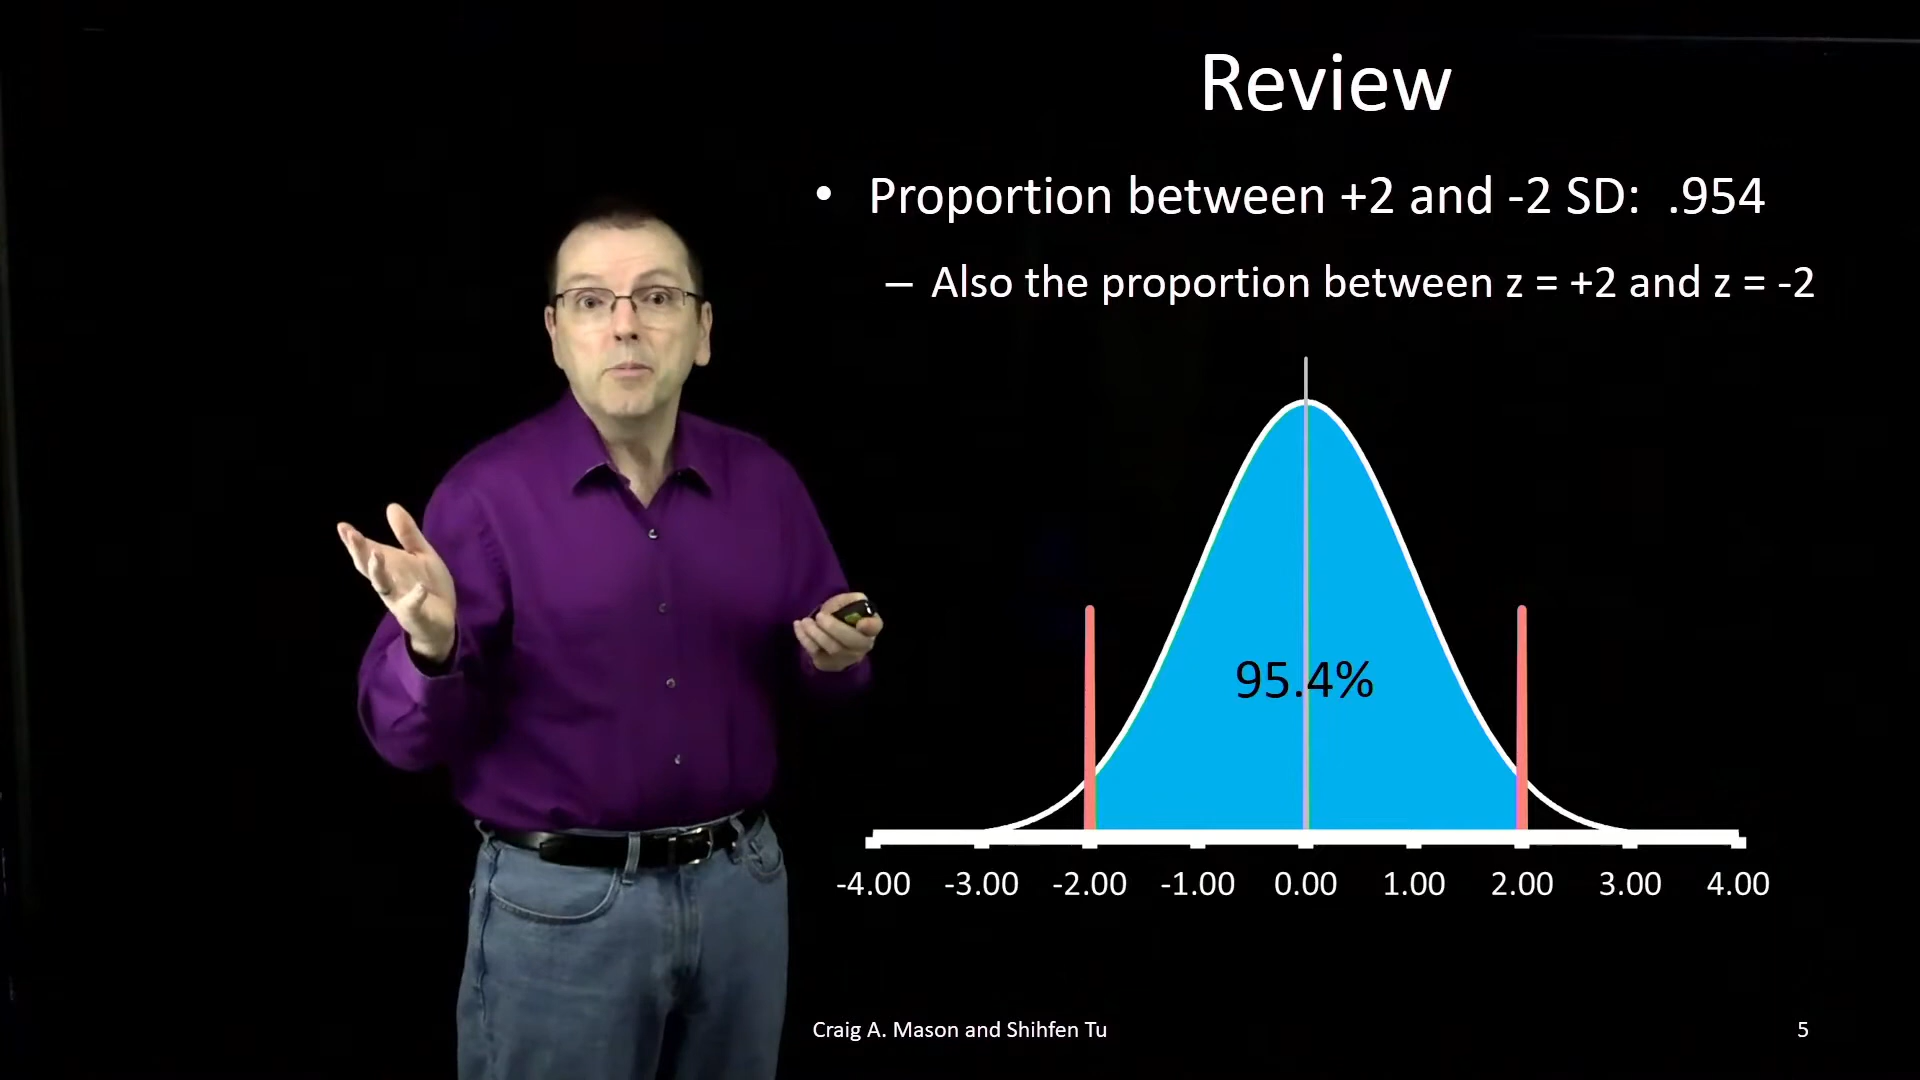 Review
• Proportion between +2 and -2 SD: .954
– Also the proportion between z = +2 and z = -2
95.4%
-4.00 -3.00 -2.00 -1.00 0.00 1.00 2.00 3.00 4.00
Craig A. Mason and Shihfen Tu
5